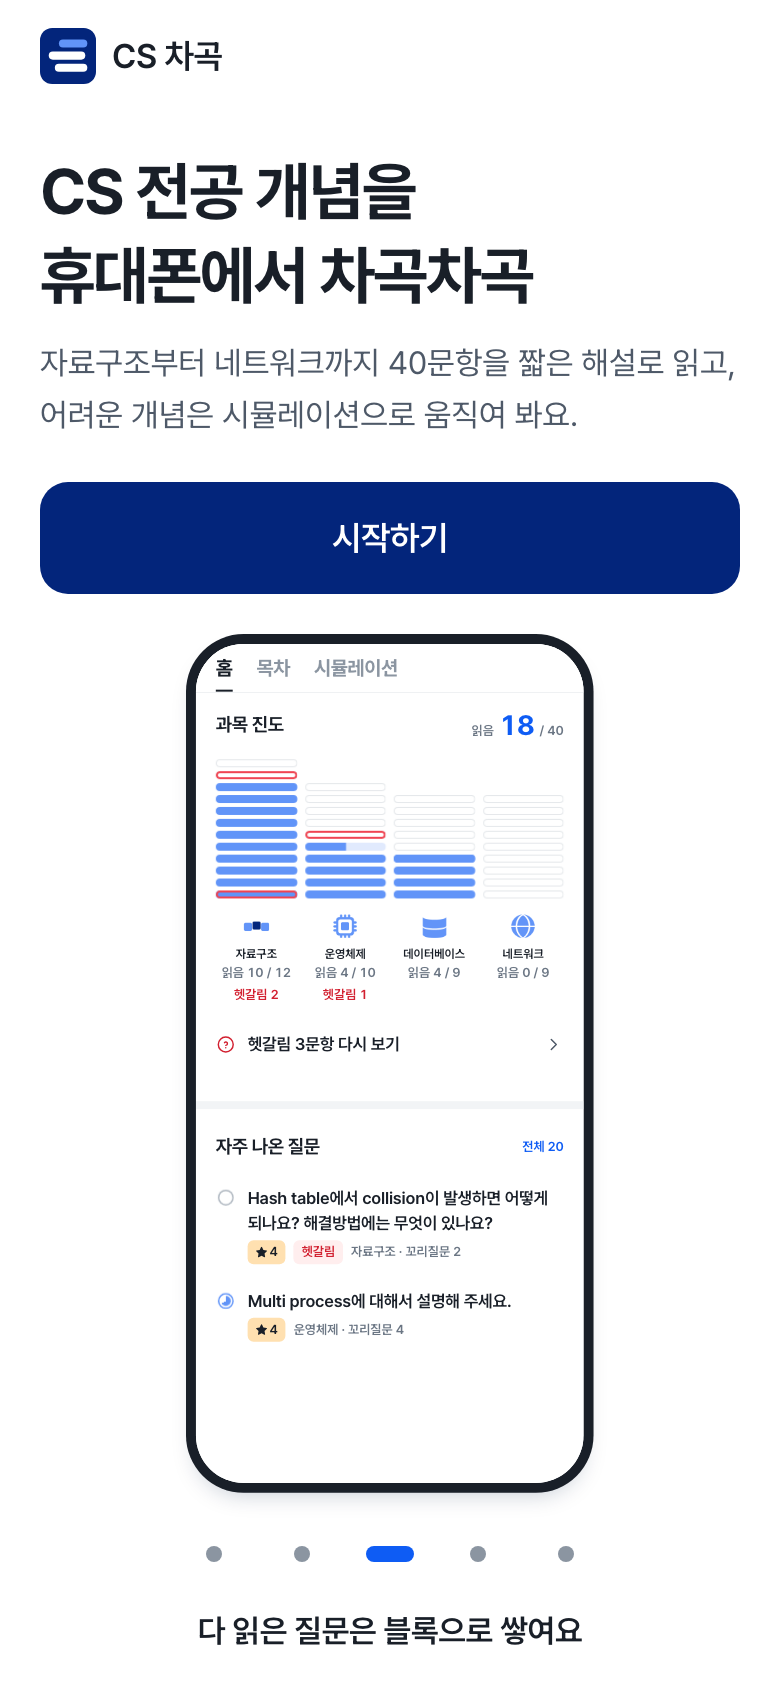 CS 차곡
CS 전공 개념을
휴대폰에서 차곡차곡
자료구조부터 네트워크까지 40문항을 짧은 해설로 읽고,
어려운 개념은 시뮬레이션으로 움직여 봐요.
시작하기
홈 목차 시뮬레이션
과목 진도 읽음 18 / 40
자료구조 운영체제 데이터베이스 네트워크
읽음 10 / 12 읽음 4 / 10 읽음 4 / 9 읽음 0 / 9
헷갈림 2 헷갈림 1
헷갈림 3문항 다시 보기
자주 나온 질문 전체 20
Hash table에서 collision이 발생하면 어떻게
되나요? 해결방법에는 무엇이 있나요?
★4 헷갈림 자료구조 · 꼬리질문 2
Multi process에 대해서 설명해 주세요.
★4 운영체제 · 꼬리질문 4
다 읽은 질문은 블록으로 쌓여요